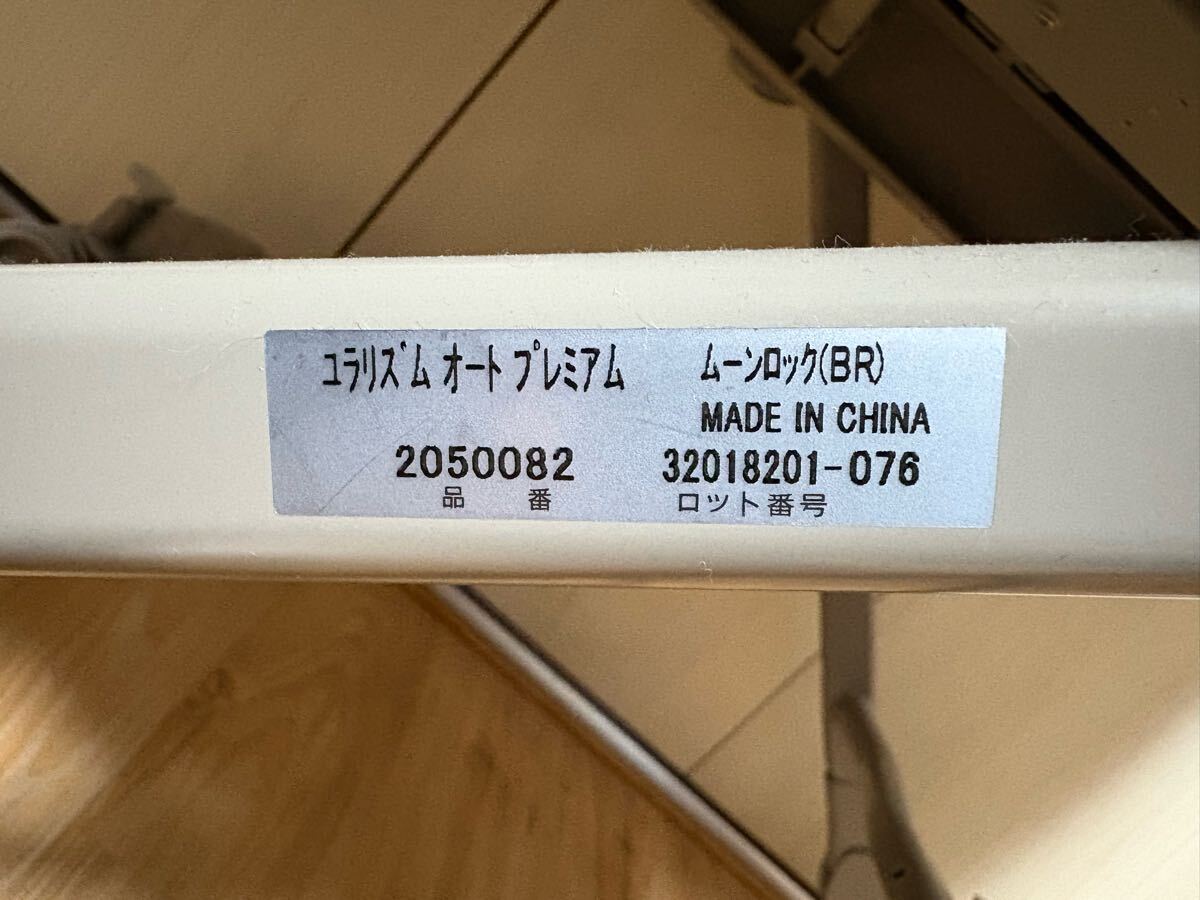 ユラリズム オート プレミアム ムーンロック(BR)
MADE IN CHINA
2050082 32018201-076
品番 ロット番号